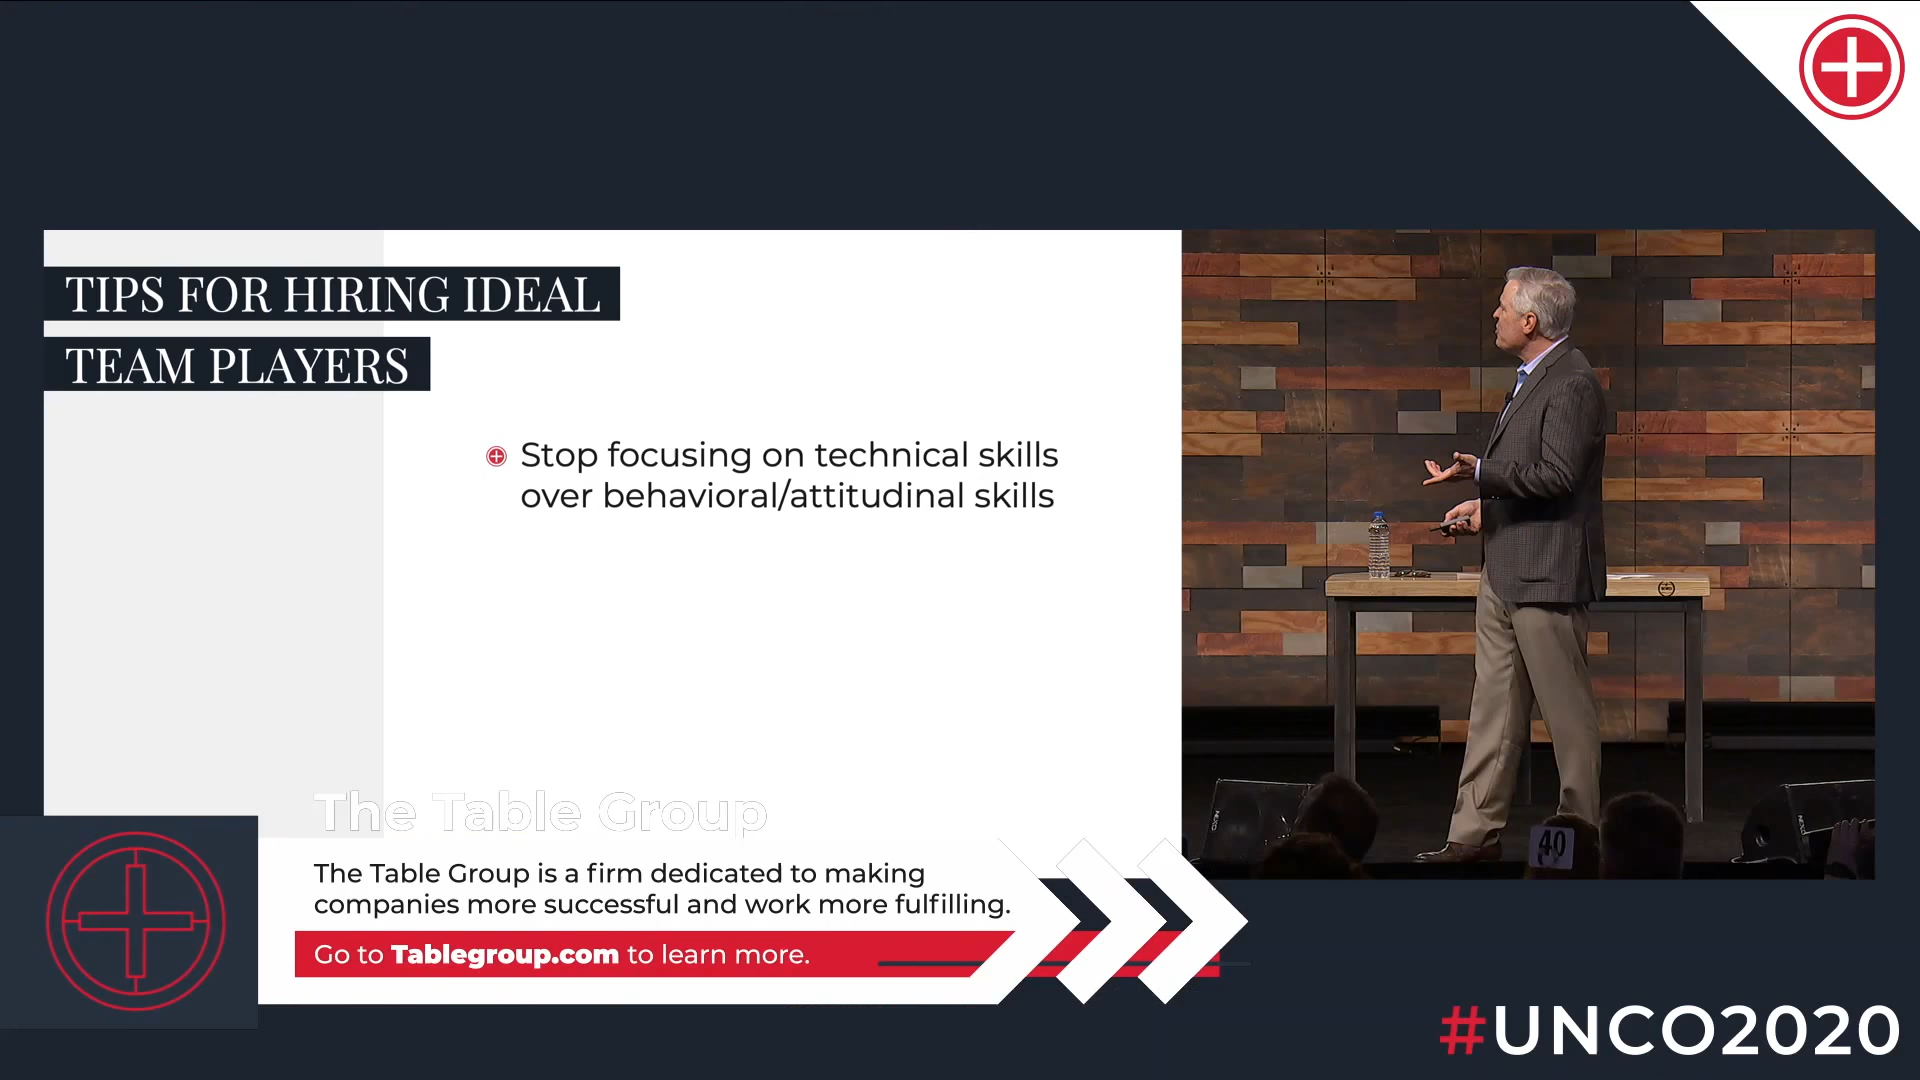 TIPS FOR HIRING IDEAL
TEAM PLAYERS
Stop focusing on technical skills
over behavioral/attitudinal skills
The Table Group
The Table Group is a firm dedicated to making
companies more successful and work more fulfilling.
Go to Tablegroup.com to learn more.
40
NEXO
NEXO
#UNCO2020